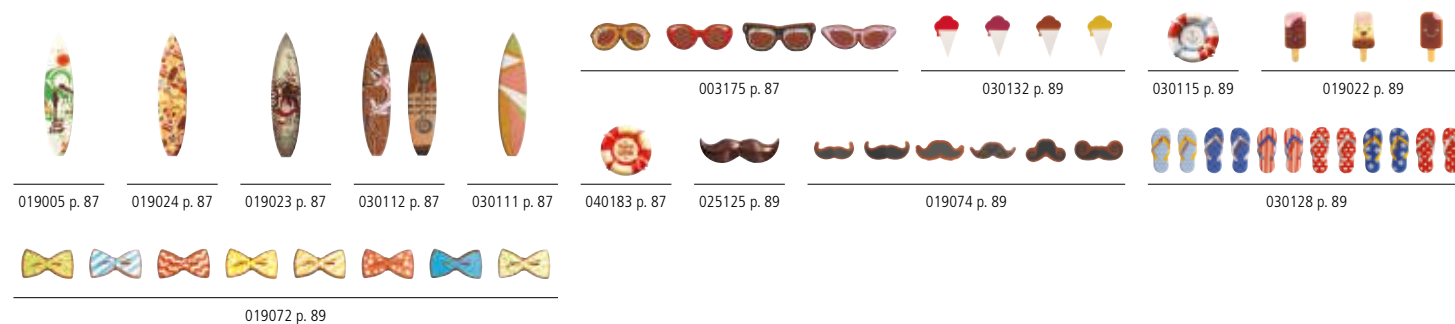 003175 p. 87
030132 p. 89
030115 p. 89
019022 p. 89
019005 p. 87
019024 p. 87
019023 p. 87
030112 p. 87
030111 p. 87
040183 p. 87
025125 p. 89
019074 p. 89
030128 p. 89
019072 p. 89